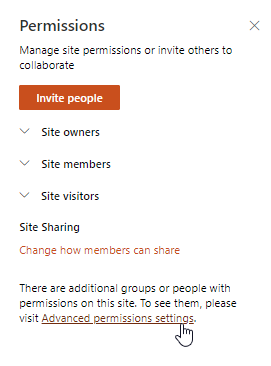 Permissions
Manage site permissions or invite others to
collaborate
Invite people
Site owners
Site members
Site visitors
Site Sharing
Change how members can share
There are additional groups or people with
permissions on this site. To see them, please
visit Advanced permissions settings.